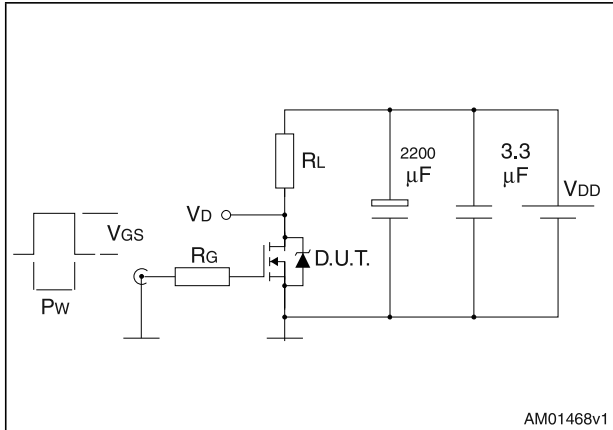 RL
2200
μF
3.3
μF
VDD
VD
VGS
RG
D.U.T.
PW
AM01468v1